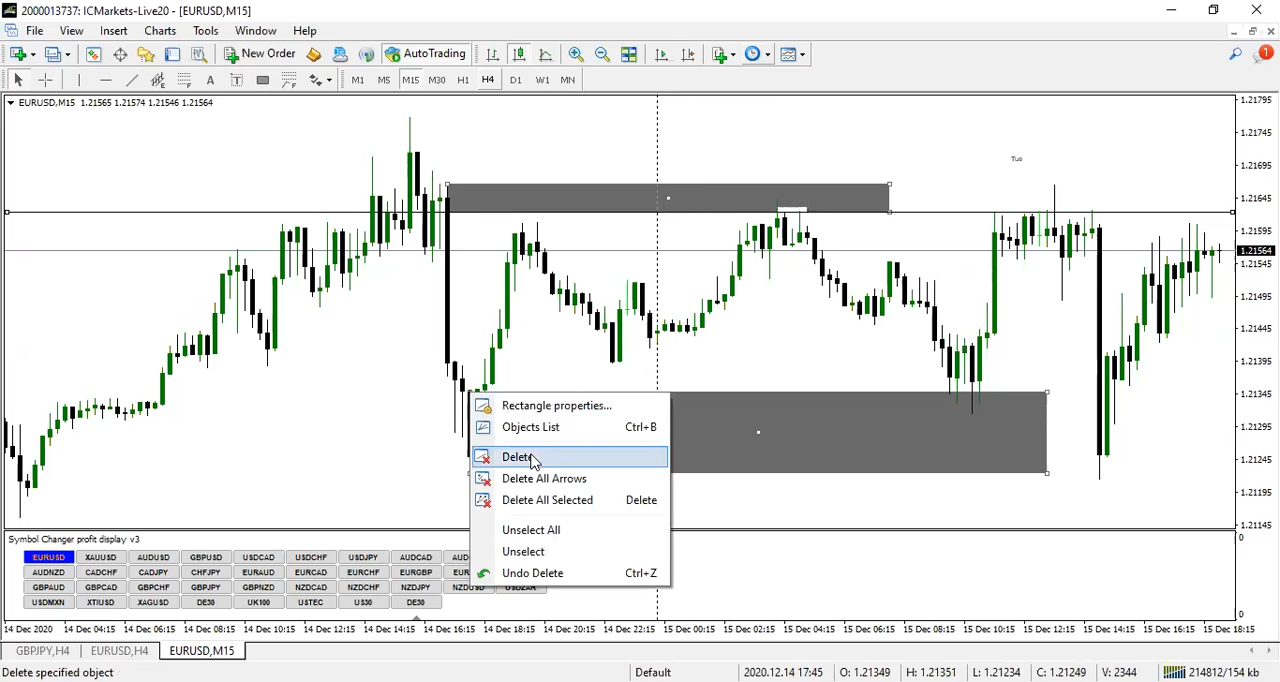 2000013737: ICMarkets-Live20 - [EURUSD,M15]
File View Insert Charts Tools Window Help
New Order AutoTrading
1
A T M1 M5 M15 M30 H1 H4 D1 W1 MN
EURUSD,M15 1.21565 1.21574 1.21546 1.21564
1.21795
1.21745
1.21695
1.21645
1.21595
1.21564
1.21545
1.21495
1.21445
1.21395
1.21345
1.21295
1.21245
1.21195
1.21145
Tue
Rectangle properties...
Objects List Ctrl+B
Delete
Delete All Arrows
Delete All Selected Delete
Unselect All
Unselect
Undo Delete Ctrl+Z
Symbol Changer profit display v3
0
EURUSD XAUUSD AUDUSD GBPUSD USDCAD USDCHF USDJPY AUDCAD
AUDNZD CADCHF CADJPY CHFJPY EURAUD EURCAD EURCHF EURGBP
GBPAUD GBPCAD GBPCHF GBPJPY GBPNZD NZDCAD NZDCHF NZDJPY NZDUSD USDZAR
USDMXN XTIUSD XAGUSD DE30 UK100 USTEC US30 DE30
0
14 Dec 2020 14 Dec 04:15 14 Dec 06:15 14 Dec 08:15 14 Dec 10:15 14 Dec 12:15 14 Dec 14:15 14 Dec 16:15 14 Dec 18:15 14 Dec 20:15 14 Dec 22:15 15 Dec 00:15 15 Dec 02:15 15 Dec 04:15 15 Dec 06:15 15 Dec 08:15 15 Dec 10:15 15 Dec 12:15 15 Dec 14:15 15 Dec 16:15 15 Dec 18:15
GBPJPY,H4 EURUSD,H4 EURUSD,M15
Delete specified object Default 2020.12.14 17:45 O: 1.21349 H: 1.21351 L: 1.21234 C: 1.21249 V: 2344 214812/154 kb